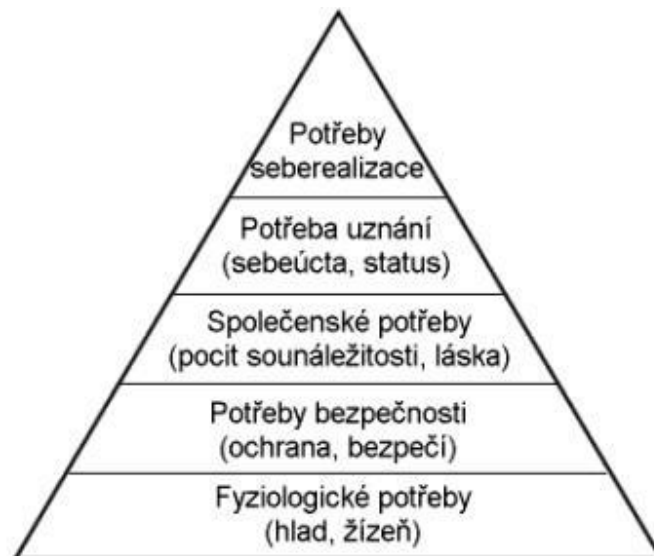 Potřeby
seberealizace
Potřeba uznání
(sebeúcta, status)
Společenské potřeby
(pocit sounáležitosti, láska)
Potřeby bezpečnosti
(ochrana, bezpečí)
Fyziologické potřeby
(hlad, žízeň)